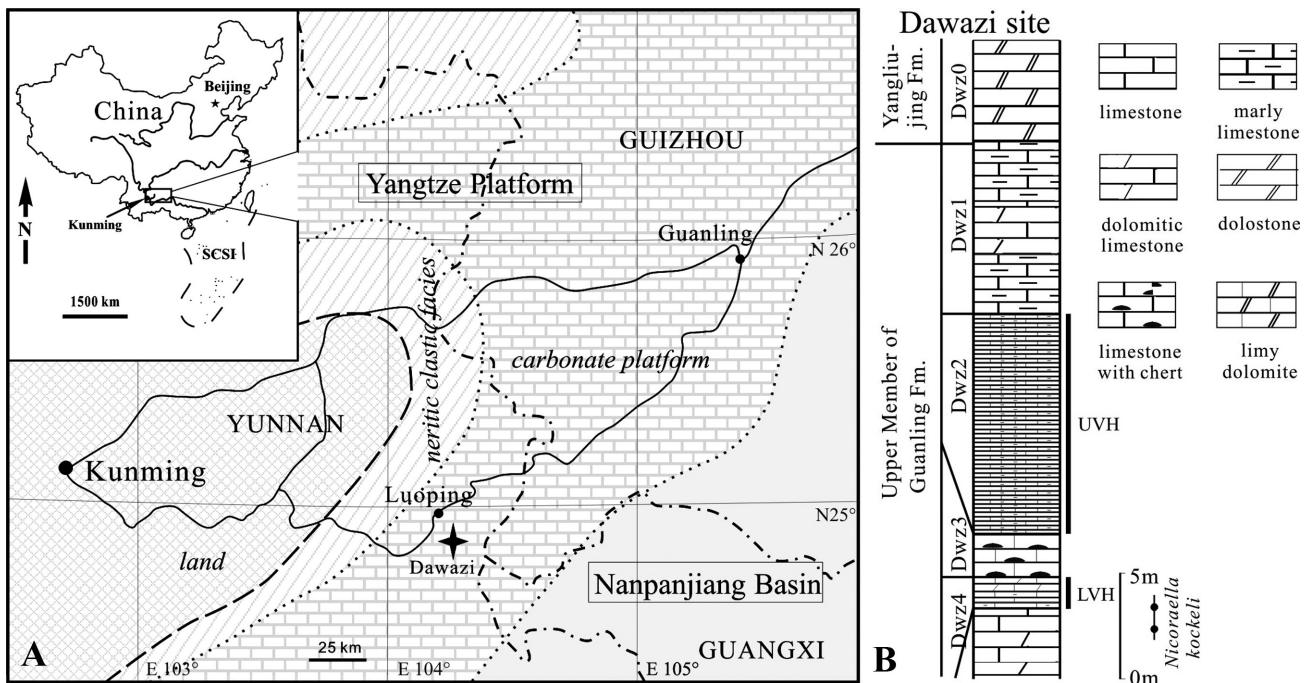 Beijing
China
N
Kunming
SCSI
1500 km
GUIZHOU
Yangtze Platform
Guanling
N 26°
neritic clastic facies
carbonate platform
YUNNAN
Kunming
Luoping
N25°
Dawazi
land
Nanpanjiang Basin
25 km
GUANGXI
A
E 103°
E 104°
E 105°
Dawazi site
Yangliu-
jing Fm.
Upper Member of
Guanling Fm.
Dwz0
Dwz1
Dwz2
Dwz3
Dwz4
UVH
LVH
limestone
marly
limestone
dolomitic
limestone
dolostone
limestone
with chert
limy
dolomite
5m
0m
Nicoraella
kockeli
B